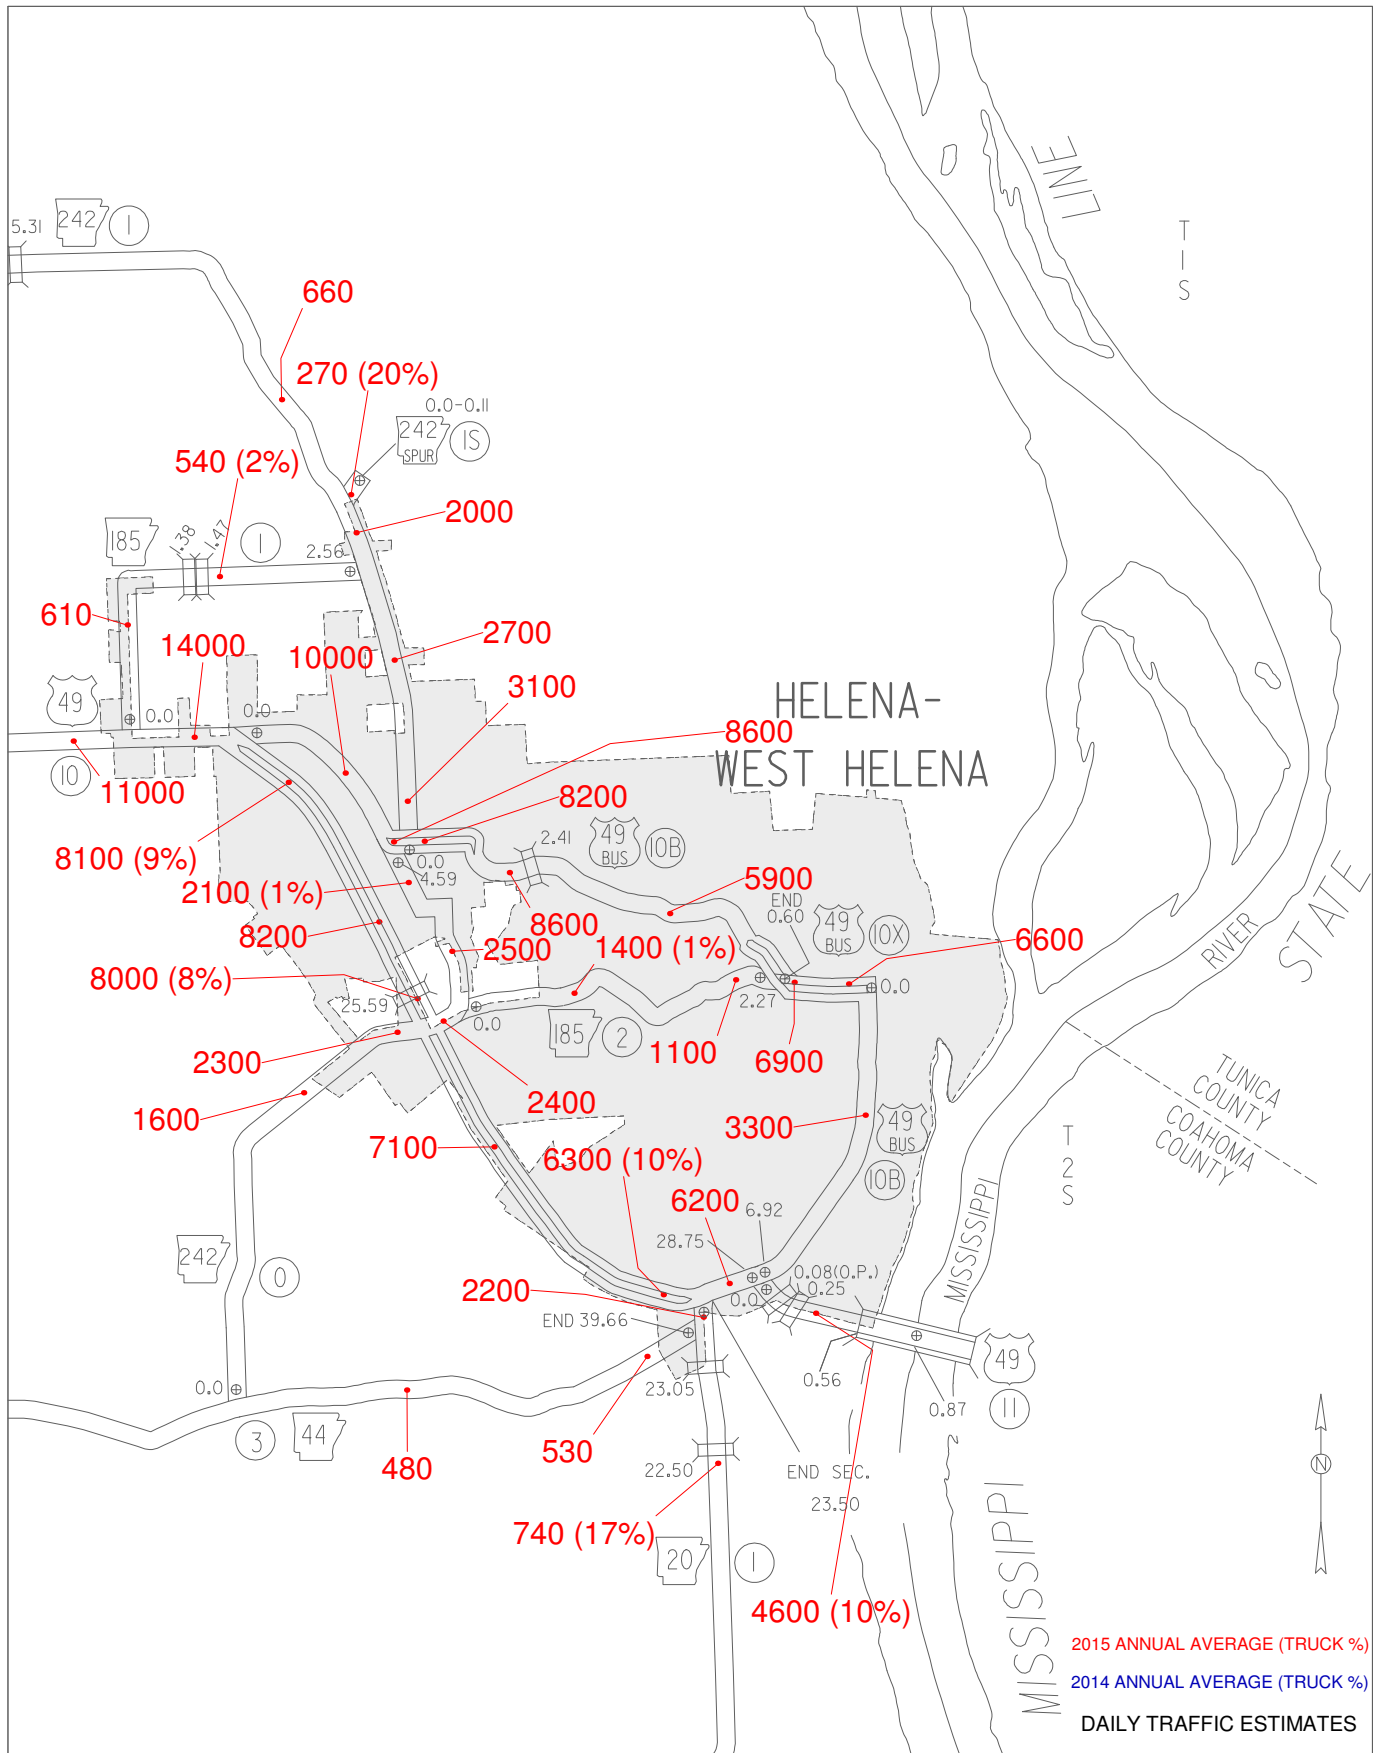 LINE
T
1
S
5.31
242
1
660
270 (20%)
0.0-0.11
242
SPUR
1S
540 (2%)
2000
185
1.38
1.47
1
2.56
610
14000
10000
2700
49
0.0
0.0
3100
HELENA-
8600
WEST HELENA
10
11000
8200
8100 (9%)
2.41
49
BUS
10B
0.0
4.59
2100 (1%)
5900
END
0.60
49
BUS
10X
8600
8200
2500
1400 (1%)
6600
RIVER
STATE
8000 (8%)
25.59
0.0
2.27
0.0
2300
185
2
1100
6900
1600
2400
TUNICA
COUNTY
COAHOMA
COUNTY
7100
3300
49
BUS
T
2
S
6300 (10%)
10B
6200
6.92
28.75
MISSISSIPPI
242
0
2200
0.08(O.P.)
0.25
0.0
END 39.66
49
0.56
0.0
23.05
0.87
11
3
44
530
480
22.50
END SEC.
23.50
N
740 (17%)
20
1
4600 (10%)
MISSISSIPPI
2015 ANNUAL AVERAGE (TRUCK %)
2014 ANNUAL AVERAGE (TRUCK %)
DAILY TRAFFIC ESTIMATES